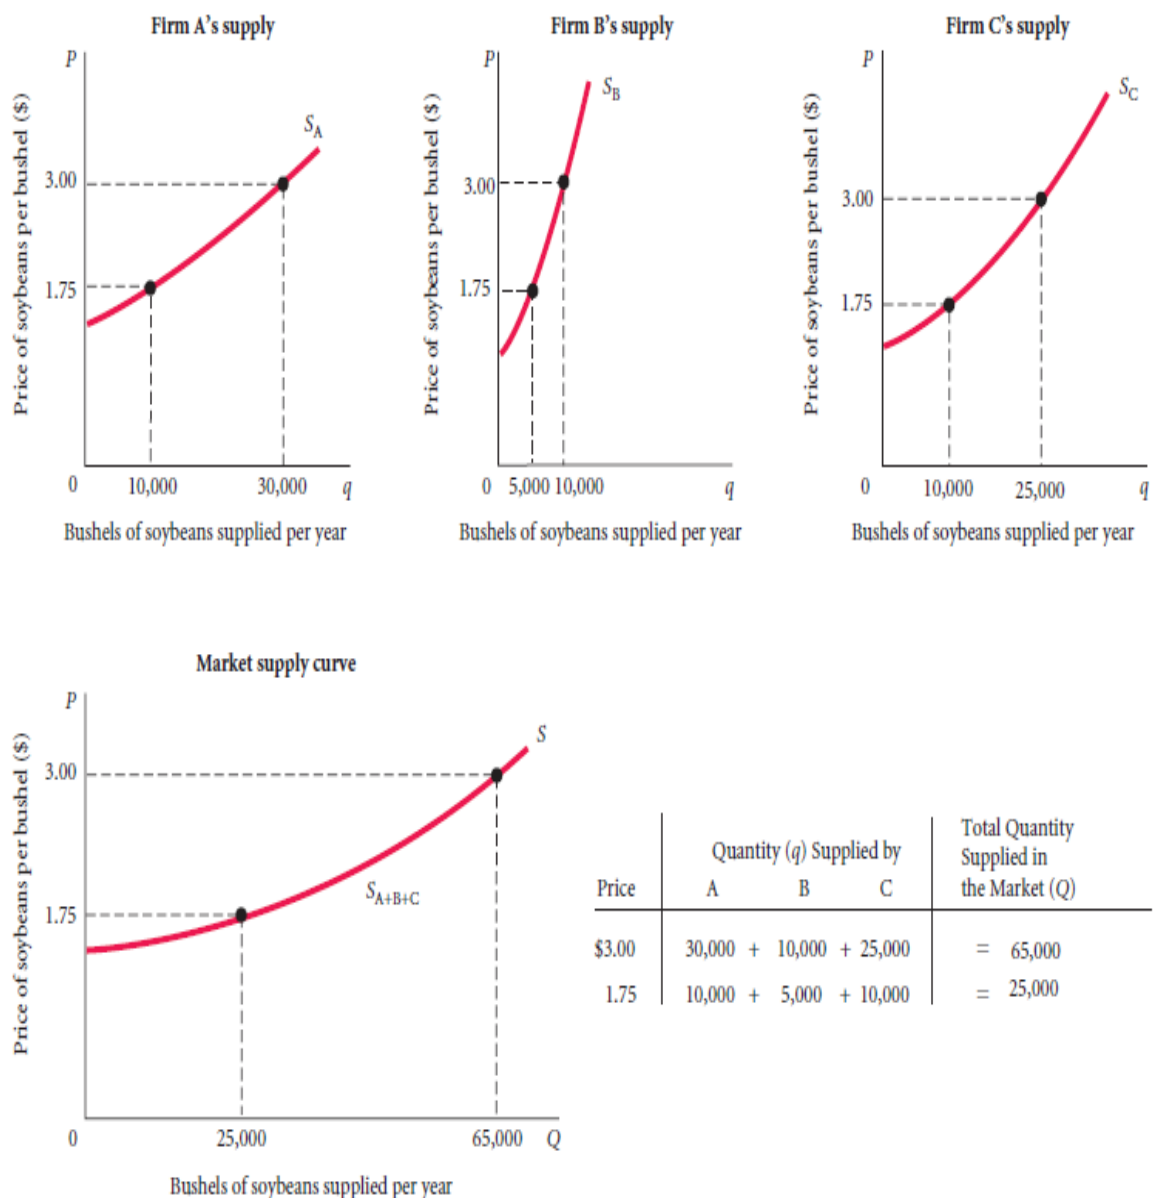 Firm A's supply
P
Price of soybeans per bushel ($)
S_A
3.00
1.75
0 10,000 30,000 q
Bushels of soybeans supplied per year
Firm B's supply
P
Price of soybeans per bushel ($)
S_B
3.00
1.75
0 5,000 10,000 q
Bushels of soybeans supplied per year
Firm C's supply
P
Price of soybeans per bushel ($)
S_C
3.00
1.75
0 10,000 25,000 q
Bushels of soybeans supplied per year
Market supply curve
P
Price of soybeans per bushel ($)
S
3.00
S_A+B+C
1.75
0 25,000 65,000 Q
Bushels of soybeans supplied per year
Total Quantity
Quantity (q) Supplied by Supplied in
Price A B C the Market (Q)
$3.00 30,000 + 10,000 + 25,000 = 65,000
1.75 10,000 + 5,000 + 10,000 = 25,000